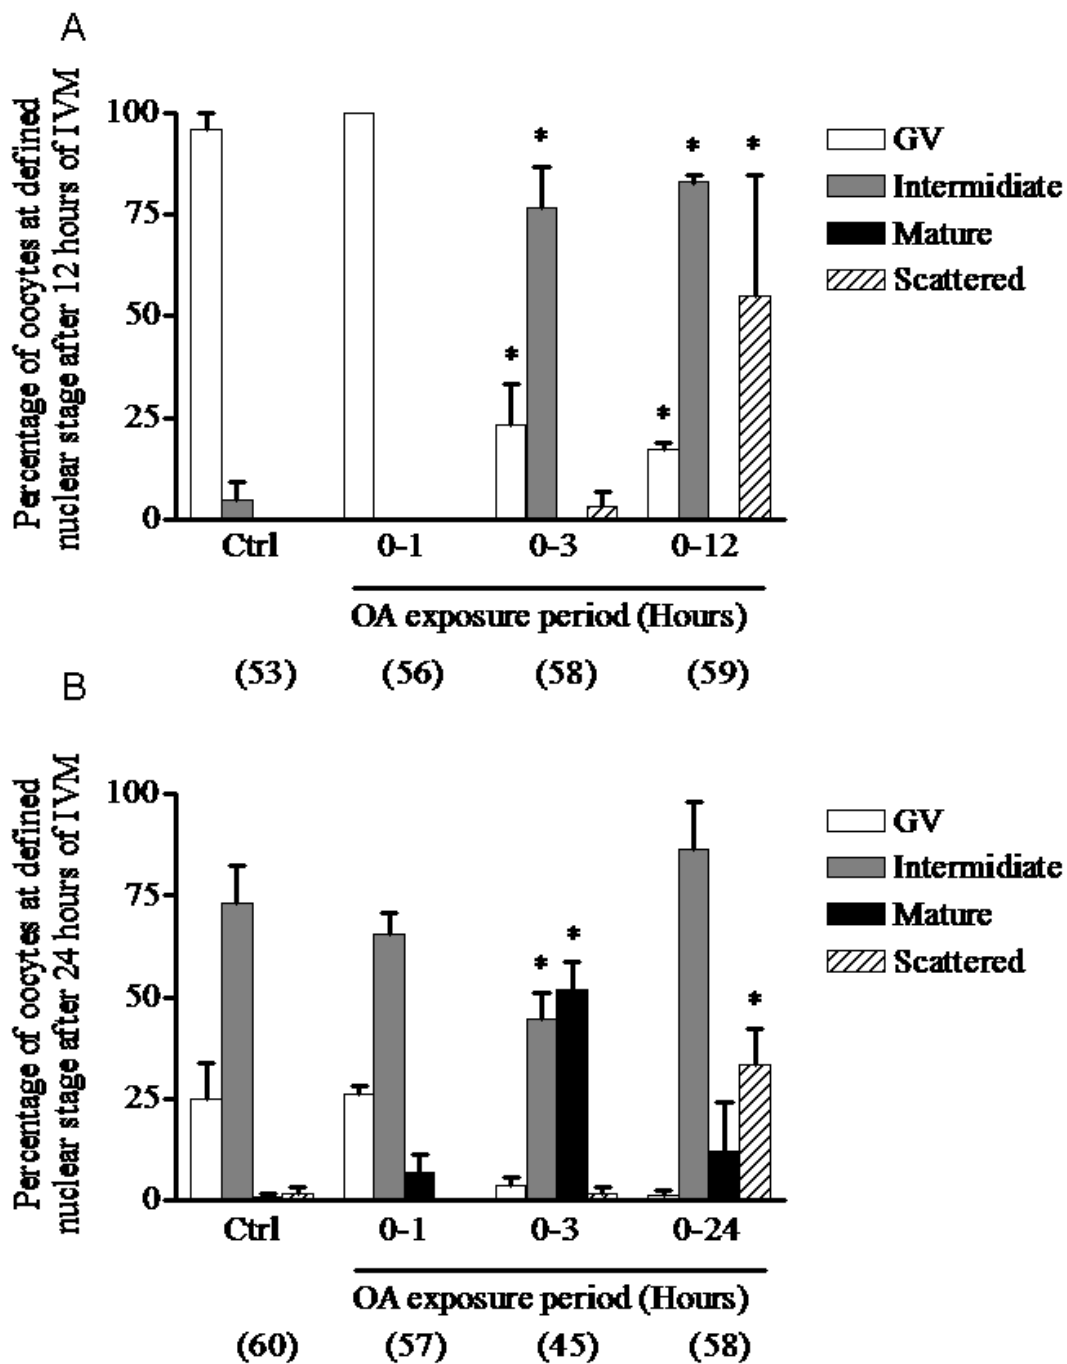 A
Percentage of oocytes at defined
nuclear stage after 12 hours of IVM
100
75
50
25
0
* * * * *
GV
Intermidiate
Mature
Scattered
Ctrl 0-1 0-3 0-12
OA exposure period (Hours)
(53) (56) (58) (59)
B
Percentage of oocytes at defined
nuclear stage after 24 hours of IVM
100
75
50
25
0
* * *
GV
Intermidiate
Mature
Scattered
Ctrl 0-1 0-3 0-24
OA exposure period (Hours)
(60) (57) (45) (58)